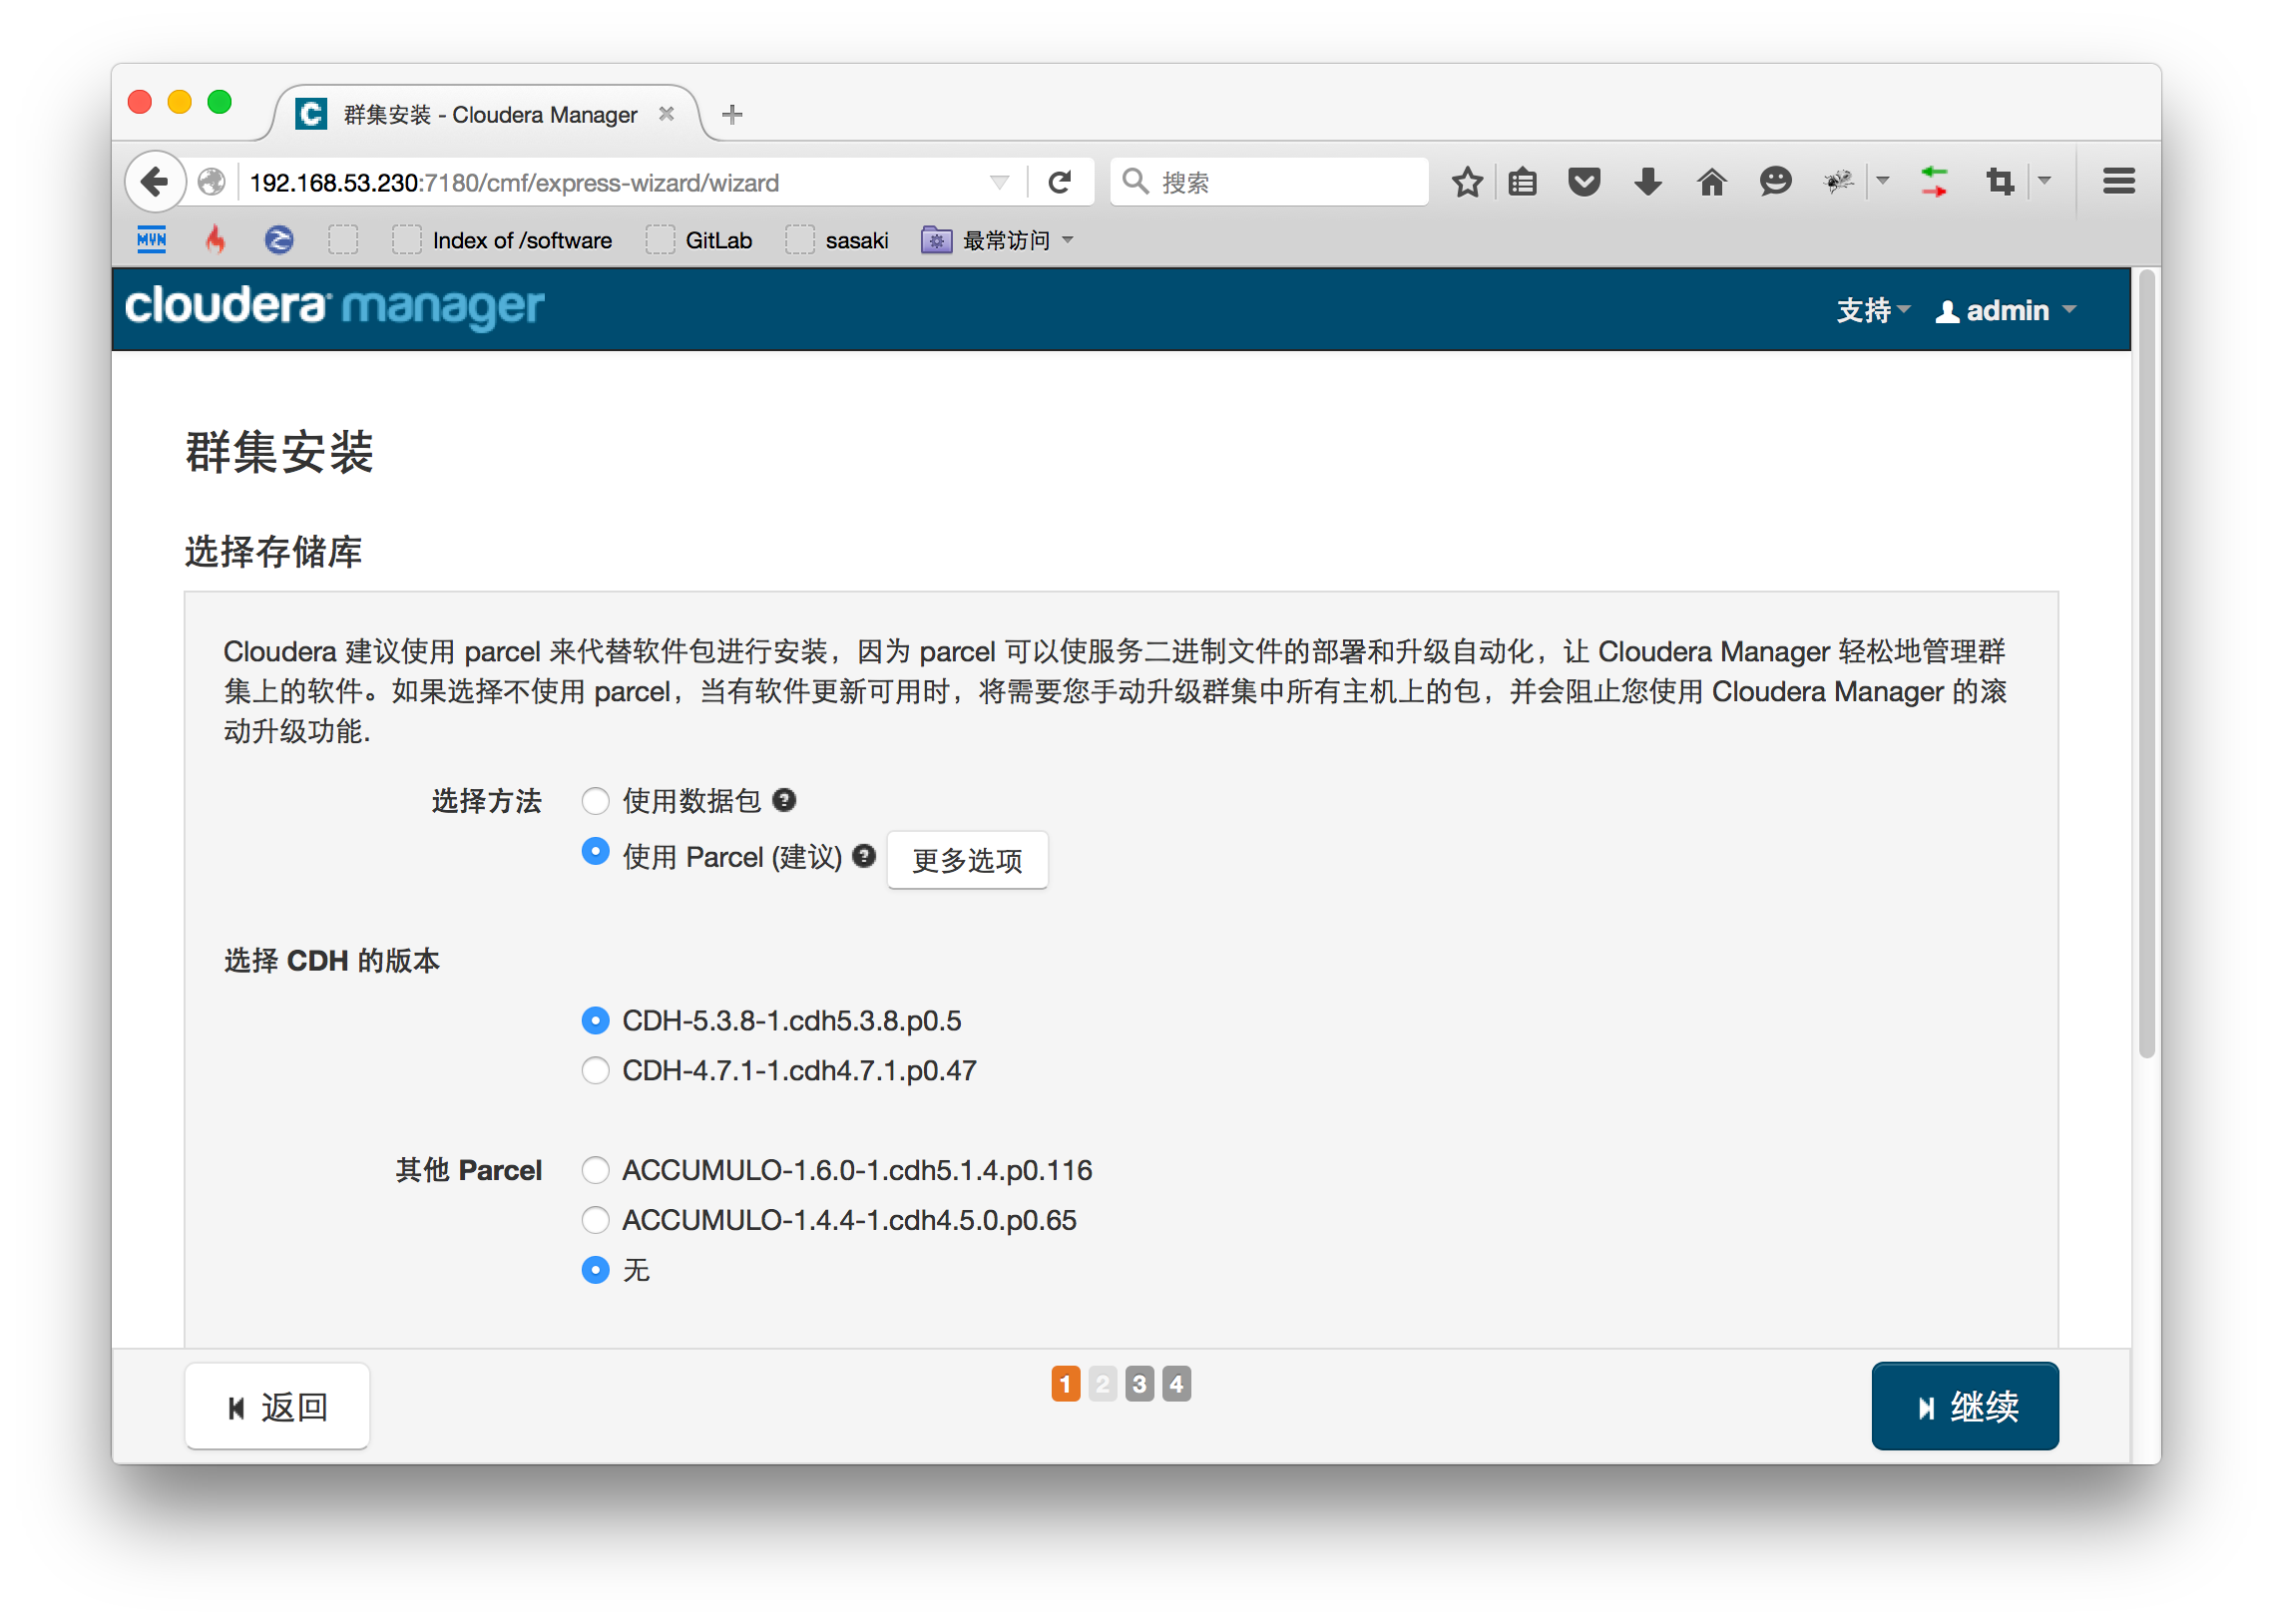 群集安装 - Cloudera Manager
192.168.53.230:7180/cmf/express-wizard/wizard
搜索
MVN
Index of /software
GitLab
sasaki
最常访问
cloudera manager
支持
admin
群集安装
选择存储库
Cloudera 建议使用 parcel 来代替软件包进行安装，因为 parcel 可以使服务二进制文件的部署和升级自动化，让 Cloudera Manager 轻松地管理群
集上的软件。如果选择不使用 parcel，当有软件更新可用时，将需要您手动升级群集中所有主机上的包，并会阻止您使用 Cloudera Manager 的滚
动升级功能.
选择方法
使用数据包
使用 Parcel (建议)
更多选项
选择 CDH 的版本
CDH-5.3.8-1.cdh5.3.8.p0.5
CDH-4.7.1-1.cdh4.7.1.p0.47
其他 Parcel
ACCUMULO-1.6.0-1.cdh5.1.4.p0.116
ACCUMULO-1.4.4-1.cdh4.5.0.p0.65
无
返回
1 2 3 4
继续